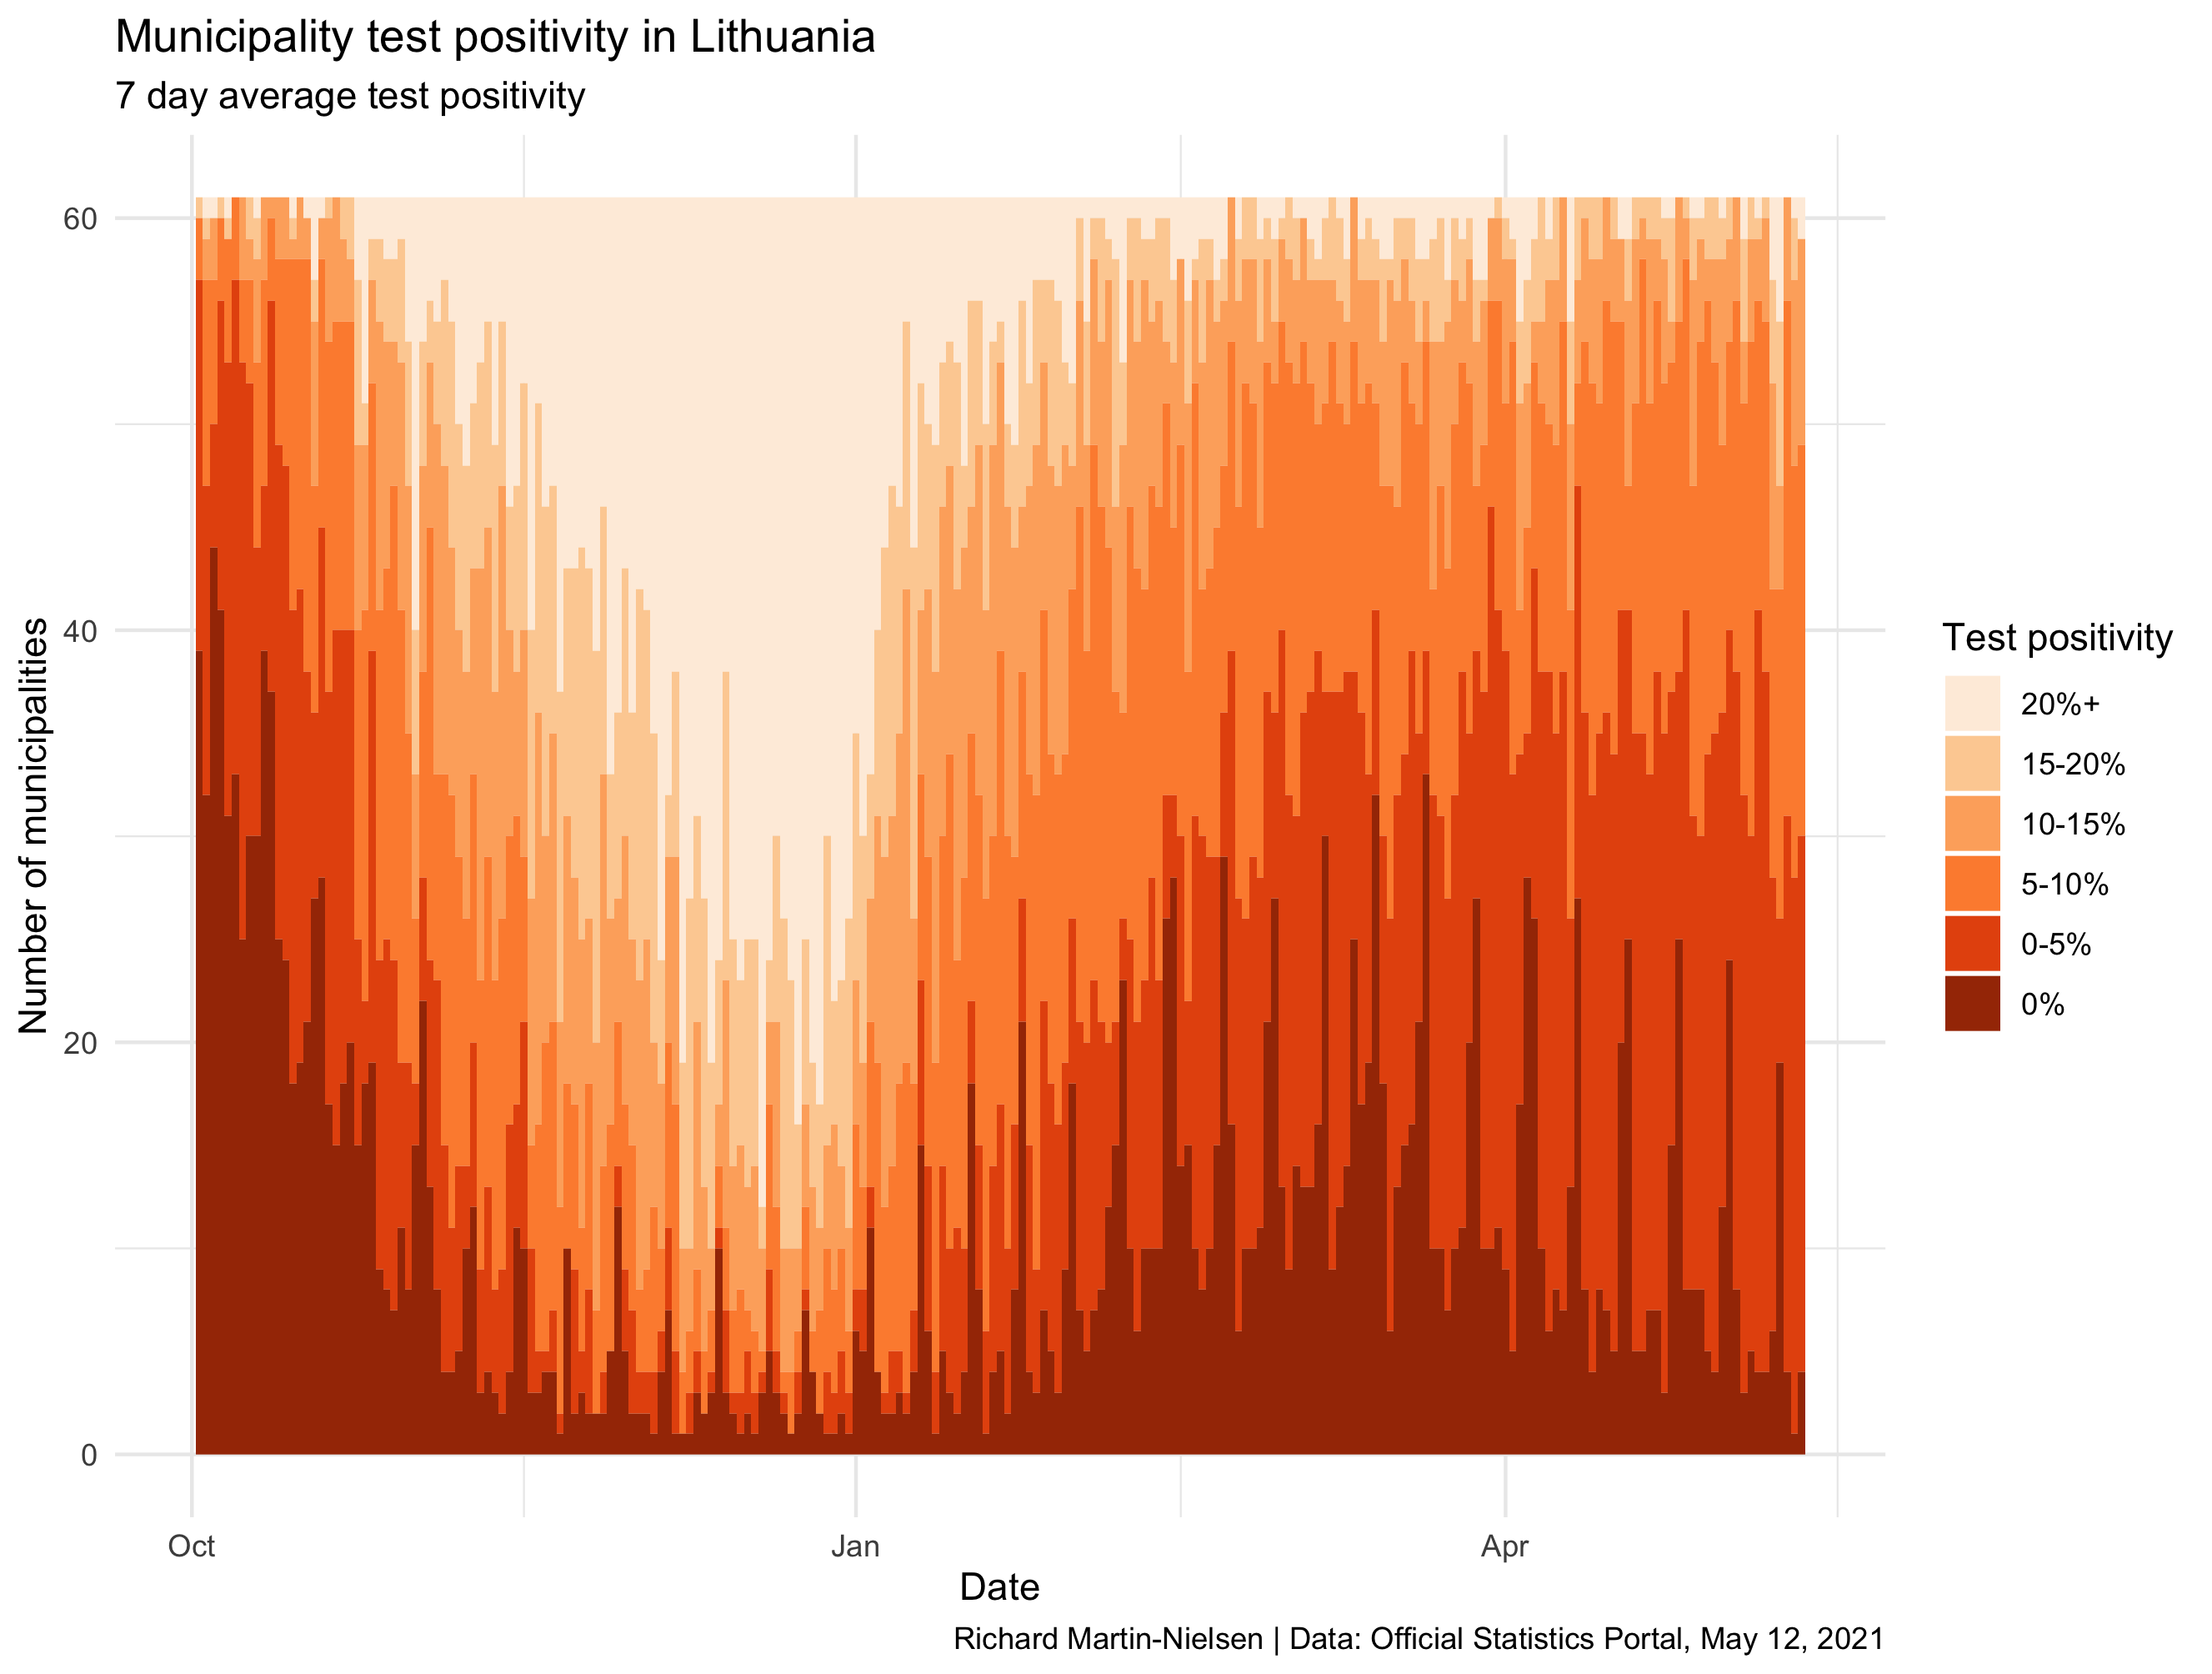 Municipality test positivity in Lithuania
7 day average test positivity
Number of municipalities
60
40
20
0
Oct
Jan
Apr
Date
Test positivity
20%+
15-20%
10-15%
5-10%
0-5%
0%
Richard Martin-Nielsen | Data: Official Statistics Portal, May 12, 2021